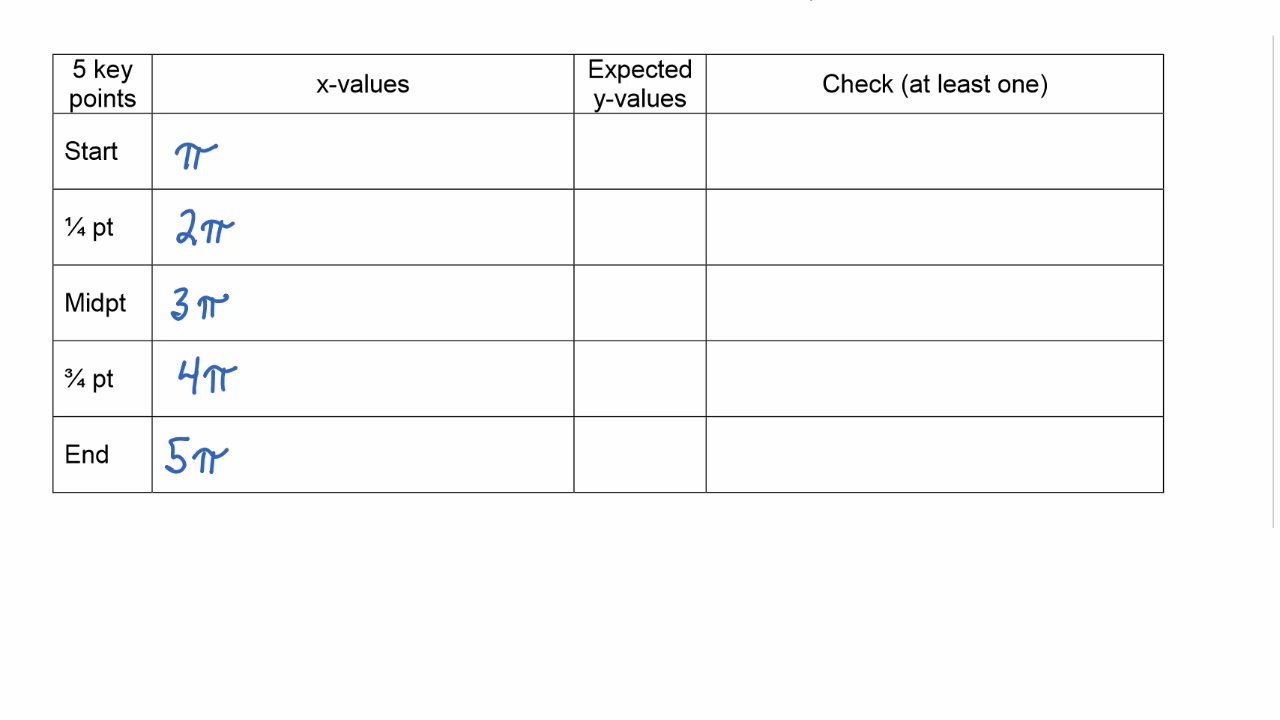 5 key points x-values Expected y-values Check (at least one)
Start π
¼ pt 2π
Midpt 3π
¾ pt 4π
End 5π